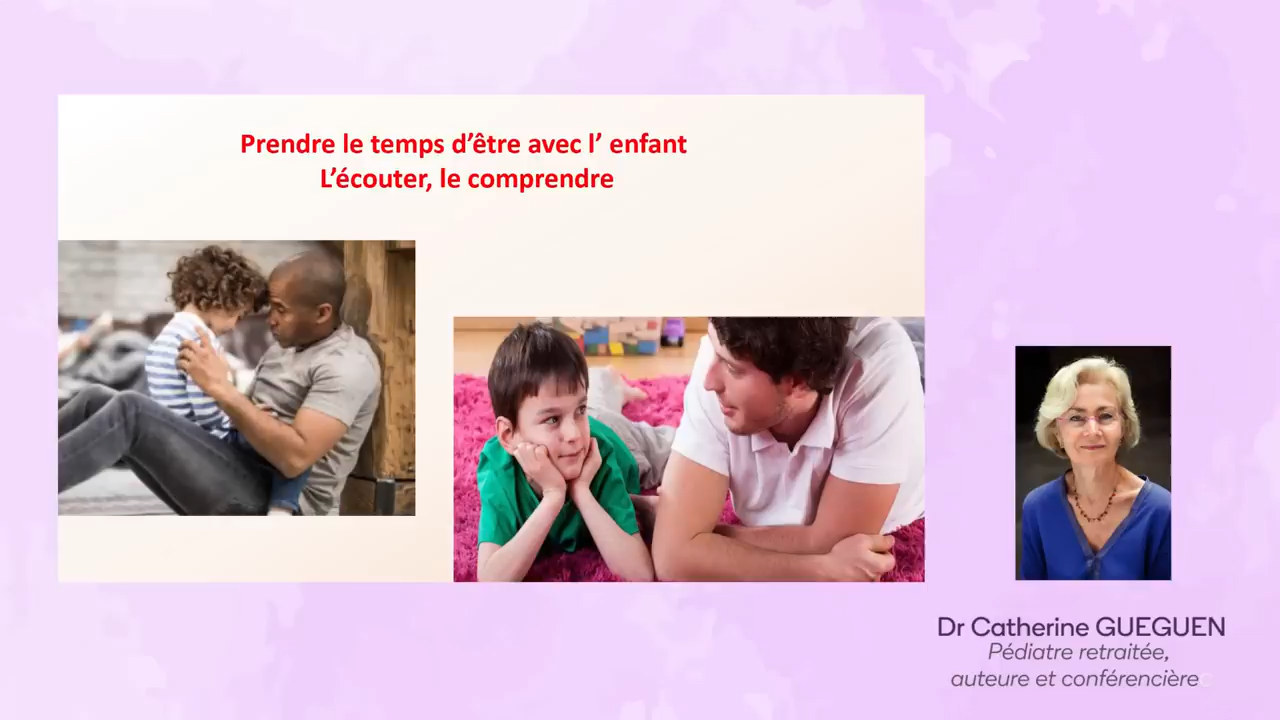 Prendre le temps d’être avec l’ enfant
L’écouter, le comprendre
Dr Catherine GUEGUEN
Pédiatre retraitée,
auteure et conférencière